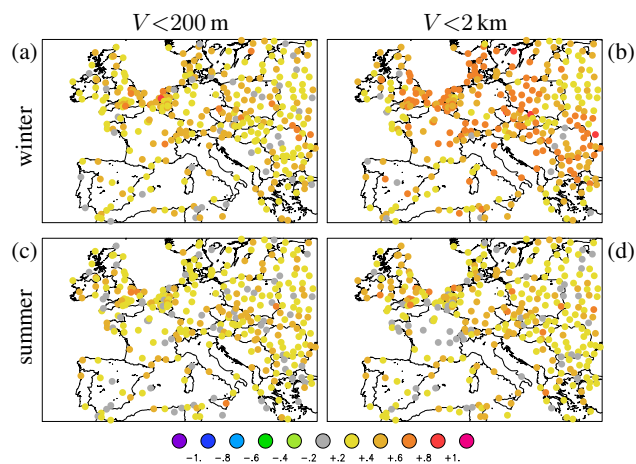 V<200 m V<2 km
(a) (b)
winter
(c) (d)
summer
−1. −.8 −.6 −.4 −.2 +.2 +.4 +.6 +.8 +1.